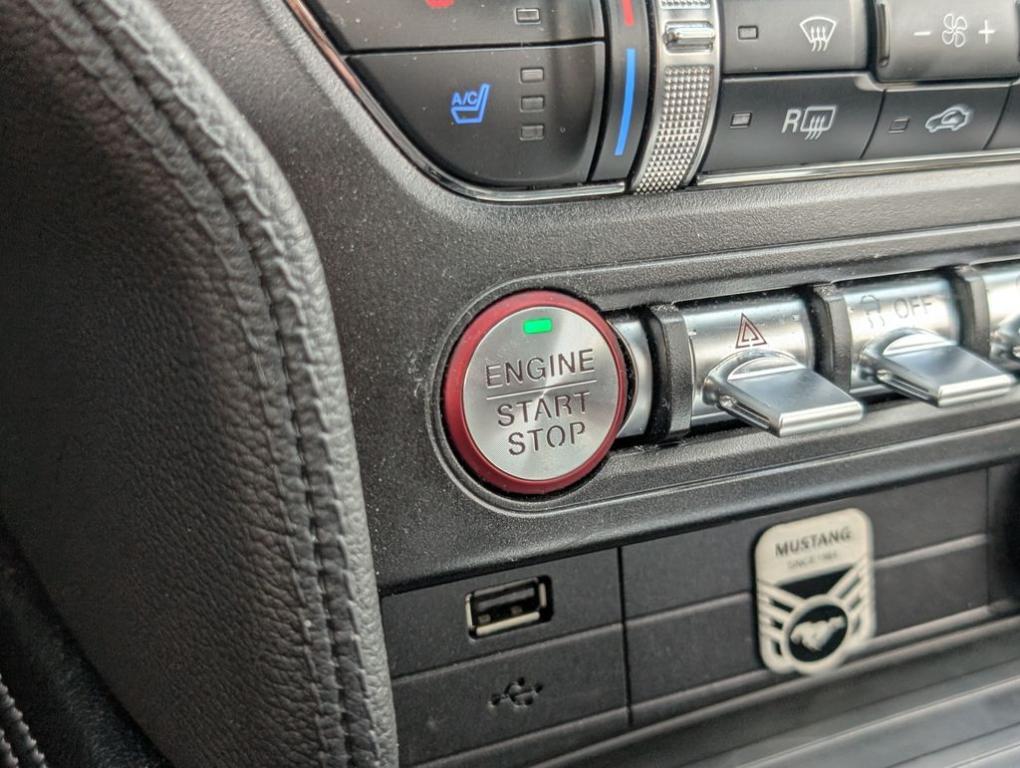 A/C
R
- +
ENGINE
START
STOP
OFF
MUSTANG